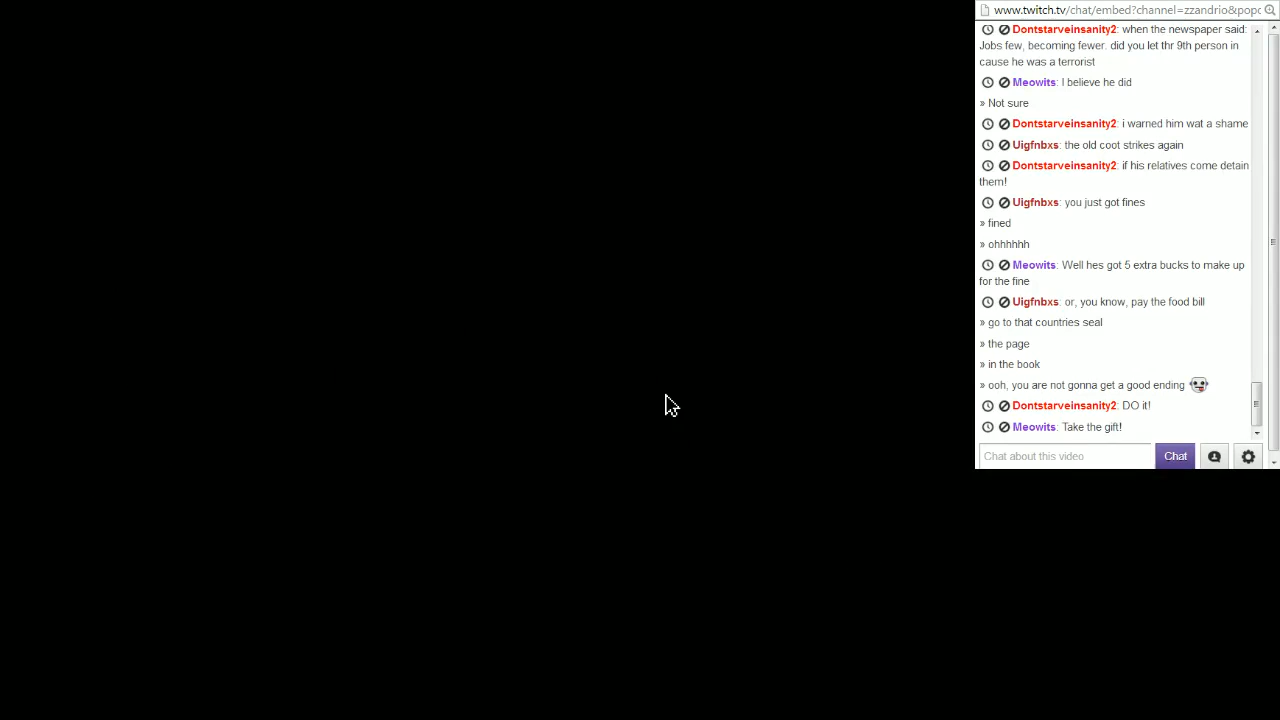 www.twitch.tv/chat/embed?channel=zzandrio&popo
Dontstarveinsanity2: when the newspaper said:
Jobs few, becoming fewer. did you let thr 9th person in
cause he was a terrorist
Meowits: I believe he did
» Not sure
Dontstarveinsanity2: i warned him wat a shame
Uigfnbxs: the old coot strikes again
Dontstarveinsanity2: if his relatives come detain
them!
Uigfnbxs: you just got fines
» fined
» ohhhhhh
Meowits: Well hes got 5 extra bucks to make up
for the fine
Uigfnbxs: or, you know, pay the food bill
» go to that countries seal
» the page
» in the book
» ooh, you are not gonna get a good ending
Dontstarveinsanity2: DO it!
Meowits: Take the gift!
Chat about this video
Chat